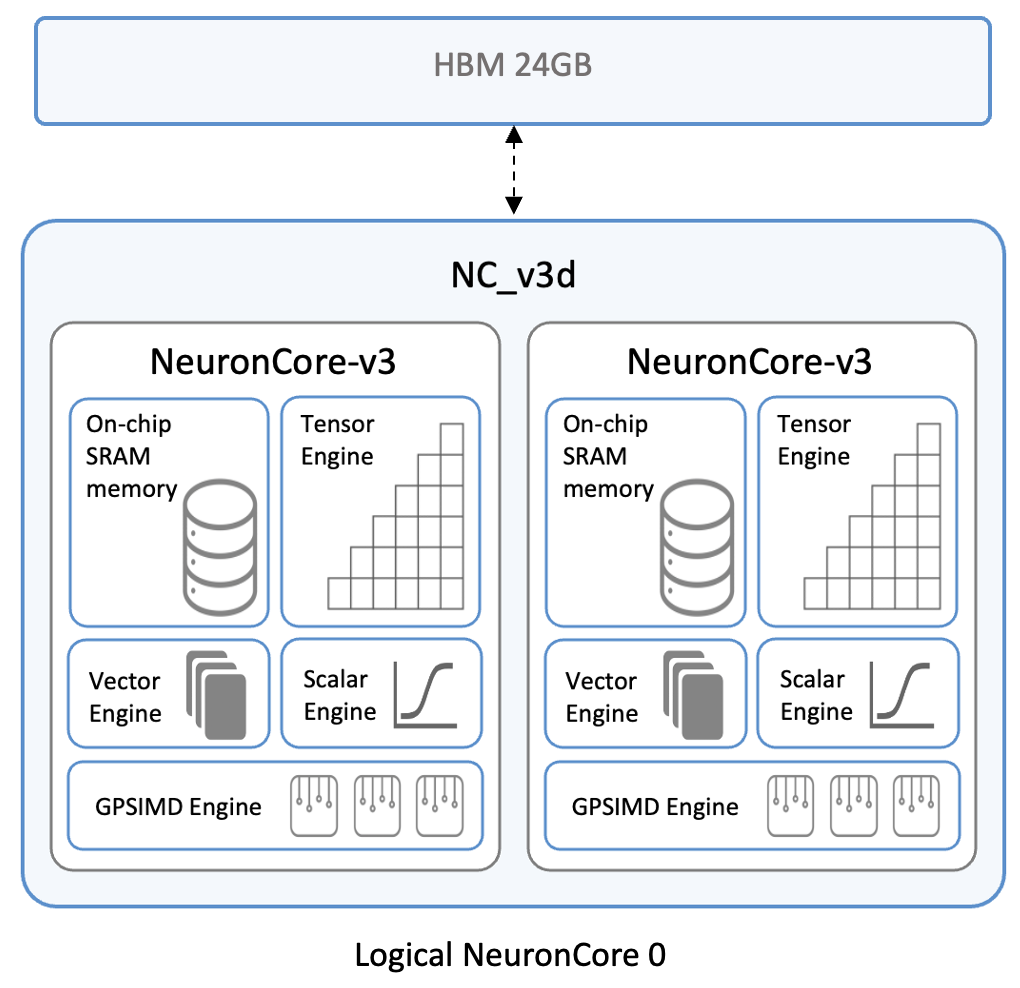 HBM 24GB
NC_v3d
NeuronCore-v3
On-chip
SRAM
memory
Tensor
Engine
Vector
Engine
Scalar
Engine
GPSIMD Engine
NeuronCore-v3
On-chip
SRAM
memory
Tensor
Engine
Vector
Engine
Scalar
Engine
GPSIMD Engine
Logical NeuronCore 0